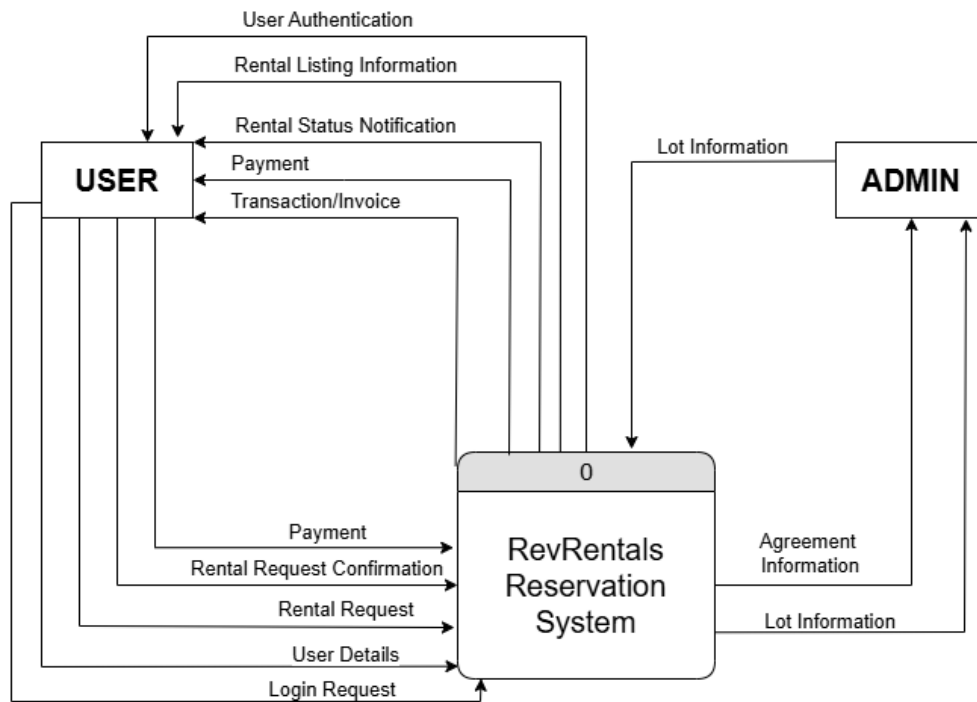 User Authentication
Rental Listing Information
Rental Status Notification
Lot Information
Payment
USER
ADMIN
Transaction/Invoice
0
Payment
RevRentals
Reservation
System
Agreement
Information
Rental Request Confirmation
Rental Request
Lot Information
User Details
Login Request